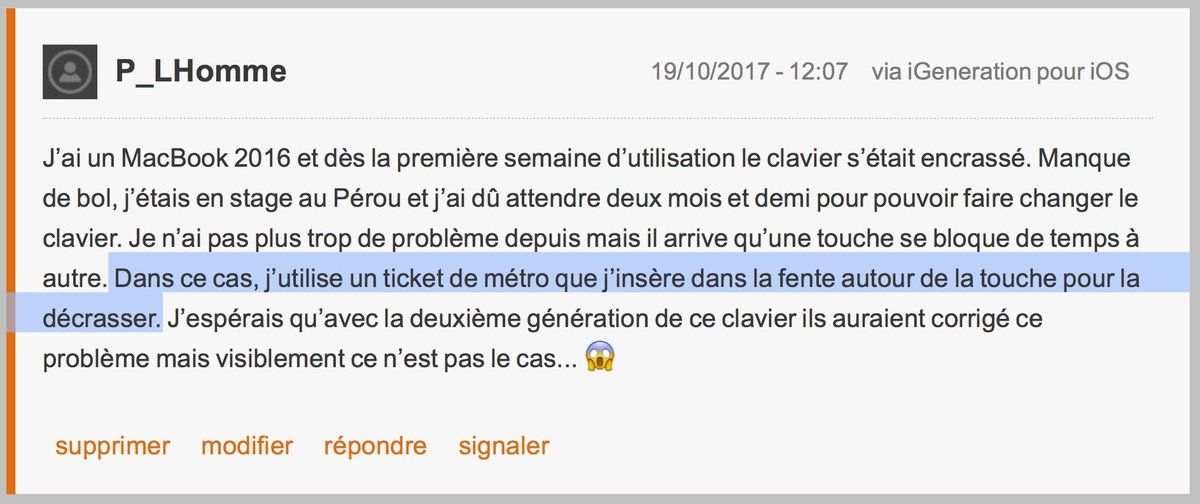 P_LHomme
19/10/2017 - 12:07 via iGeneration pour iOS
J’ai un MacBook 2016 et dès la première semaine d’utilisation le clavier s’était encrassé. Manque
de bol, j’étais en stage au Pérou et j’ai dû attendre deux mois et demi pour pouvoir faire changer le
clavier. Je n’ai pas plus trop de problème depuis mais il arrive qu’une touche se bloque de temps à
autre. Dans ce cas, j’utilise un ticket de métro que j’insère dans la fente autour de la touche pour la
décrasser. J’espérais qu’avec la deuxième génération de ce clavier ils auraient corrigé ce
problème mais visiblement ce n’est pas le cas... 😱
supprimer modifier répondre signaler